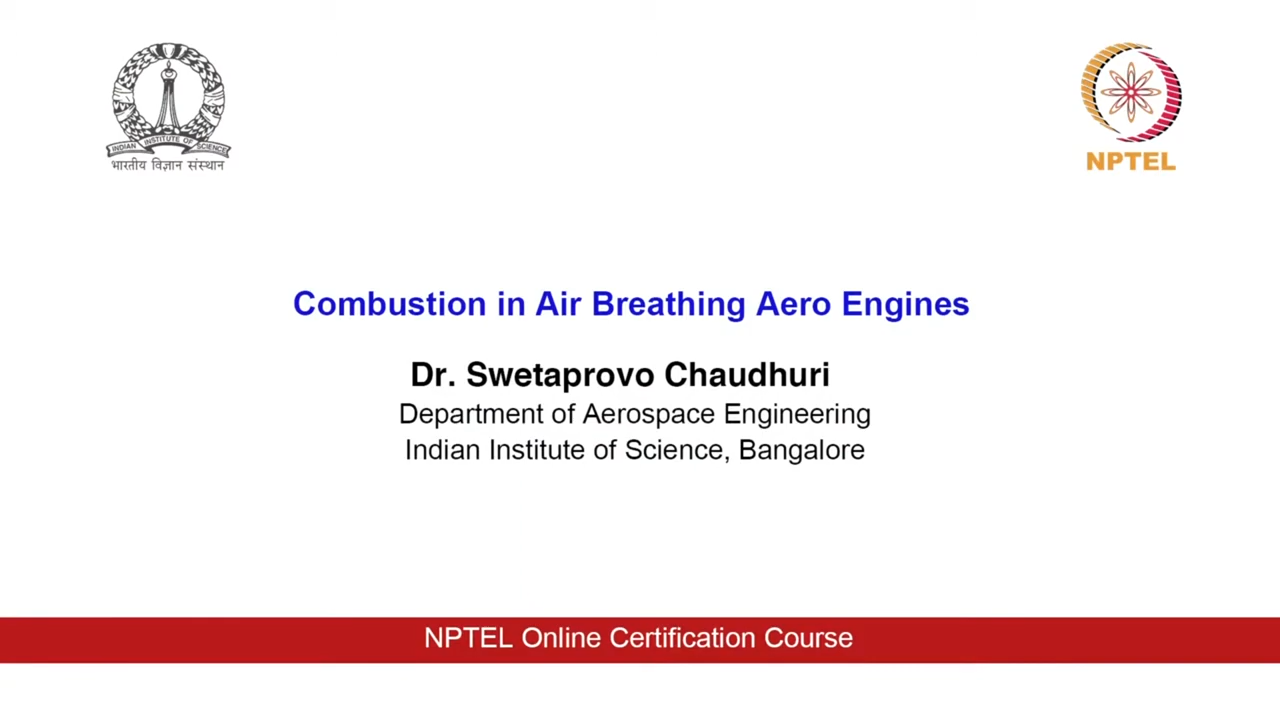 INDIAN INSTITUTE OF SCIENCE
भारतीय विज्ञान संस्थान
NPTEL
Combustion in Air Breathing Aero Engines
Dr. Swetaprovo Chaudhuri
Department of Aerospace Engineering
Indian Institute of Science, Bangalore
NPTEL Online Certification Course